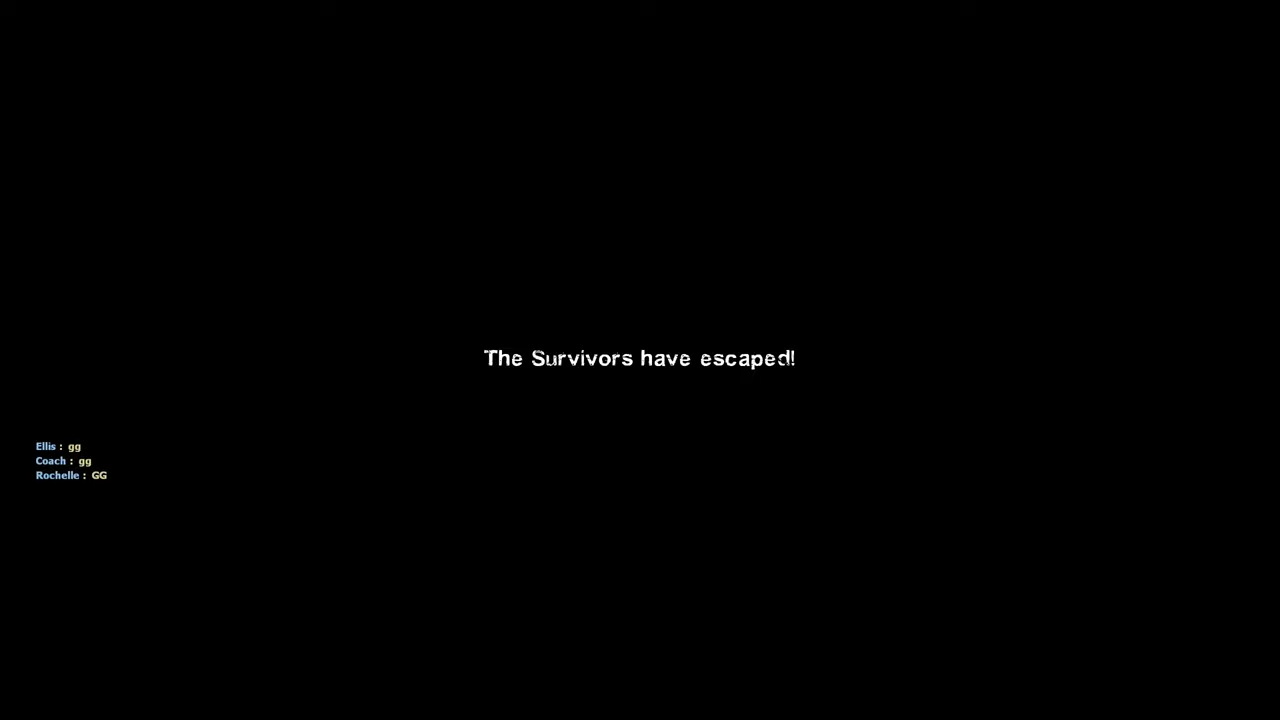 The Survivors have escaped!
Ellis : gg
Coach : gg
Rochelle : GG